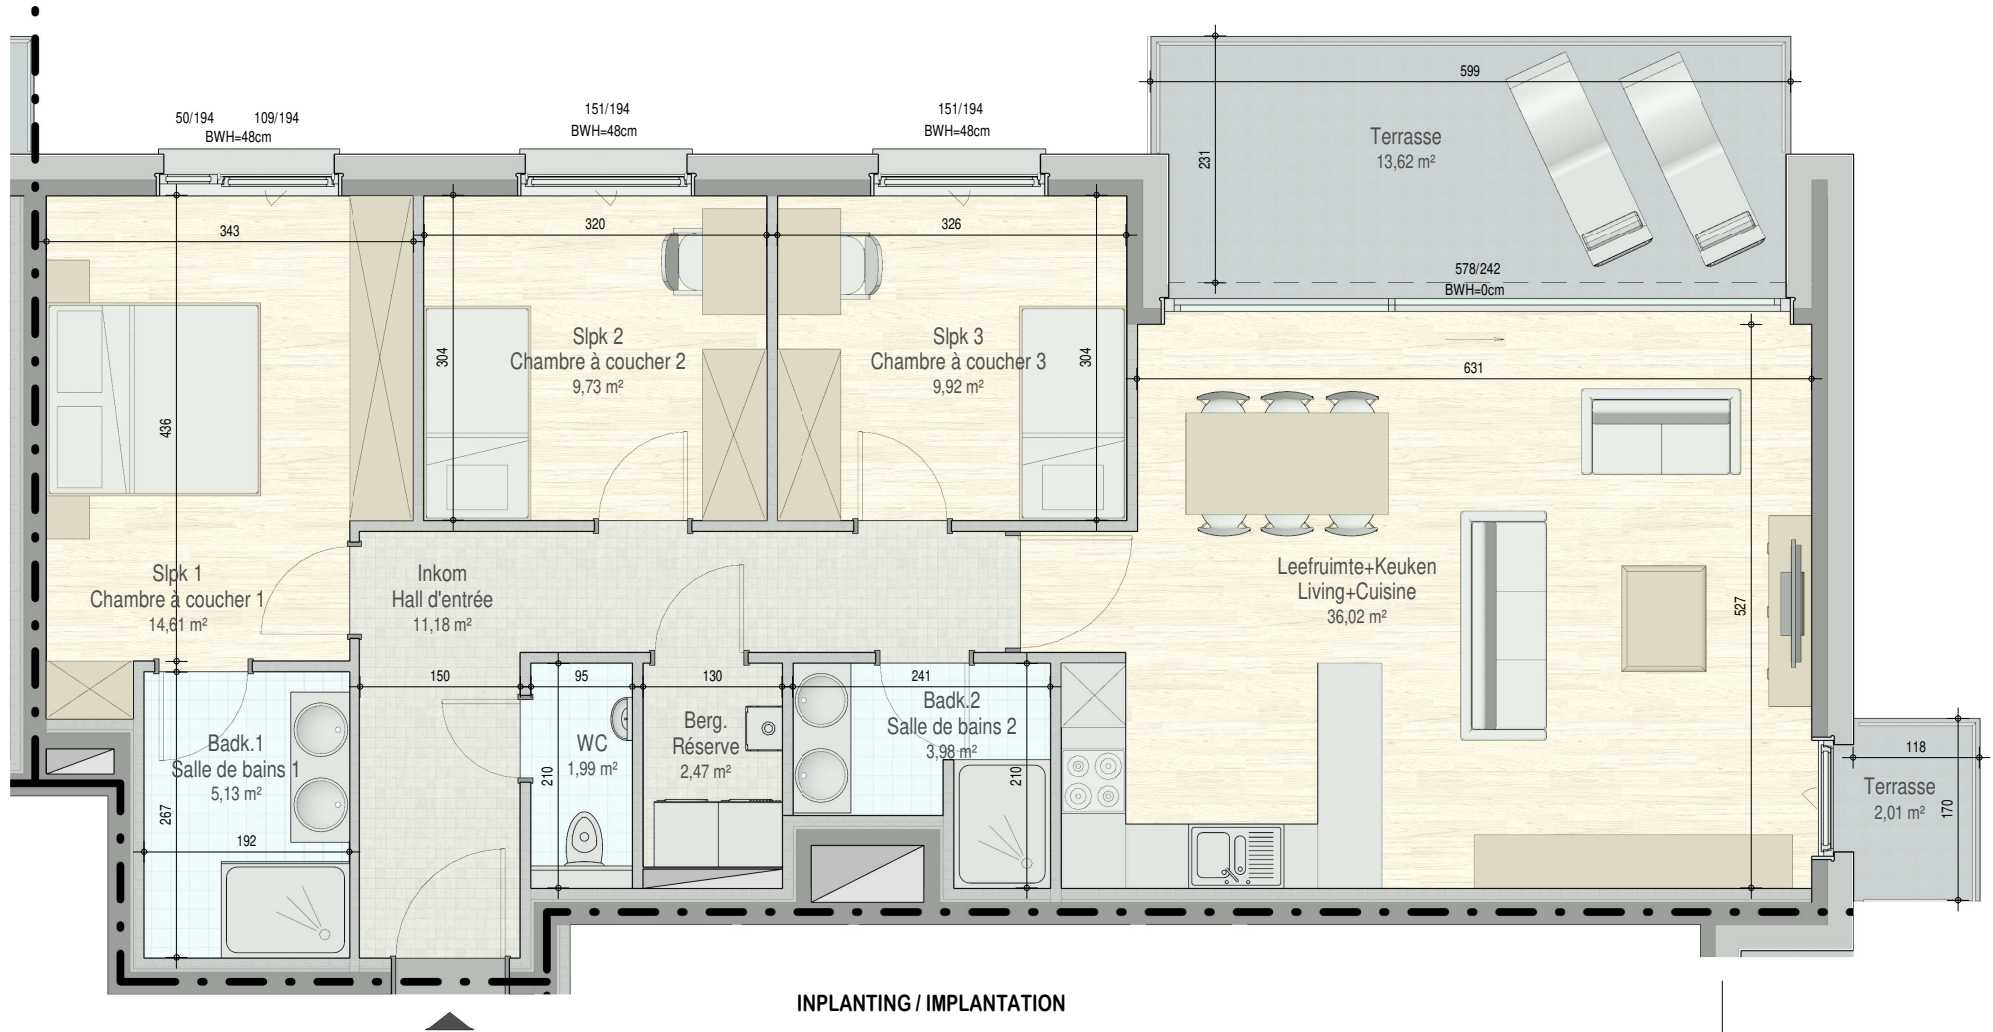 599
50/194 109/194
BWH=48cm
151/194
BWH=48cm
151/194
BWH=48cm
Terrasse
13,62 m²
231
343
320
326
578/242
BWH=0cm
Slpk 2
Chambre à coucher 2
9,73 m²
304
Slpk 3
Chambre à coucher 3
9,92 m²
304
631
436
Slpk 1
Chambre à coucher 1
14,61 m²
Inkom
Hall d'entrée
11,18 m²
Leefruimte+Keuken
Living+Cuisine
36,02 m²
527
150
95
130
241
Badk.1
Salle de bains 1
5,13 m²
267
192
WC
1,99 m²
210
Berg.
Réserve
2,47 m²
Badk.2
Salle de bains 2
3,98 m²
210
118
Terrasse
2,01 m²
170
INPLANTING / IMPLANTATION